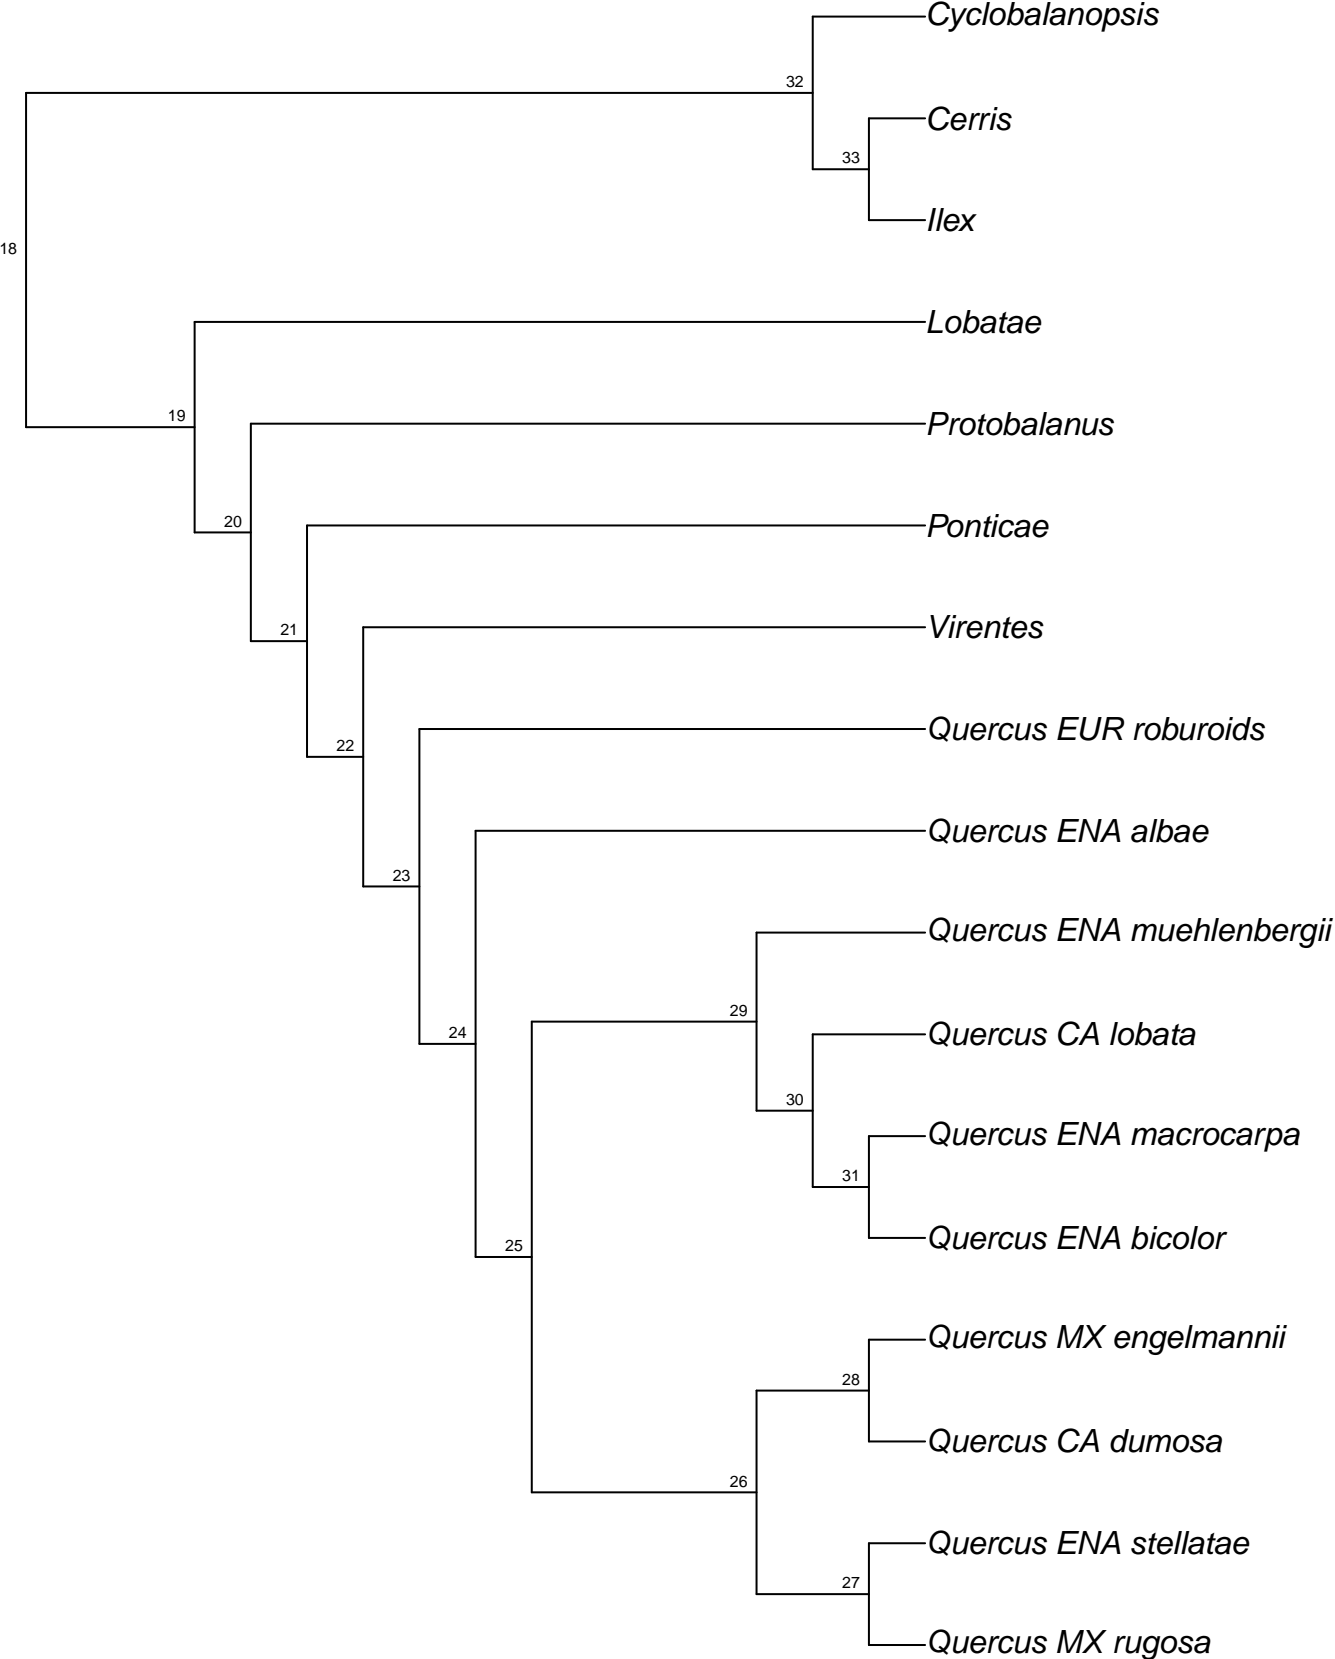 Cyclobalanopsis
32
Cerris
33
Ilex
18
Lobatae
19
Protobalanus
20
Ponticae
21
Virentes
22
Quercus EUR roburoids
Quercus ENA albae
23
Quercus ENA muehlenbergii
29
24
Quercus CA lobata
30
Quercus ENA macrocarpa
31
Quercus ENA bicolor
25
Quercus MX engelmannii
28
Quercus CA dumosa
26
Quercus ENA stellatae
27
Quercus MX rugosa